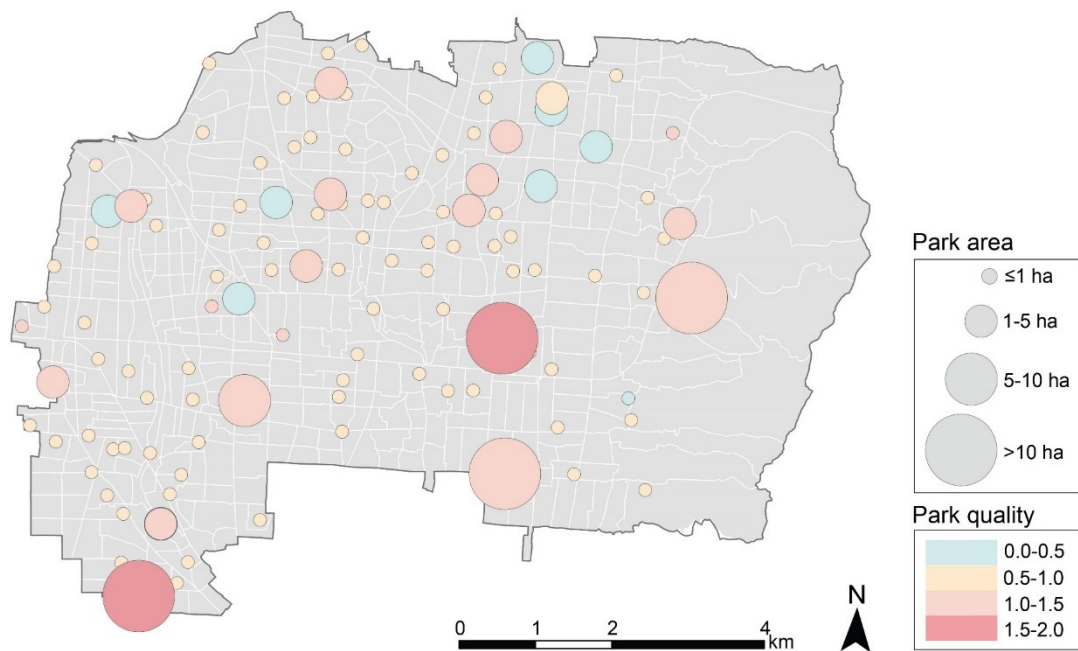 Park area
≤1 ha
1-5 ha
5-10 ha
>10 ha
Park quality
0.0-0.5
0.5-1.0
1.0-1.5
1.5-2.0
N
0 1 2 4
km